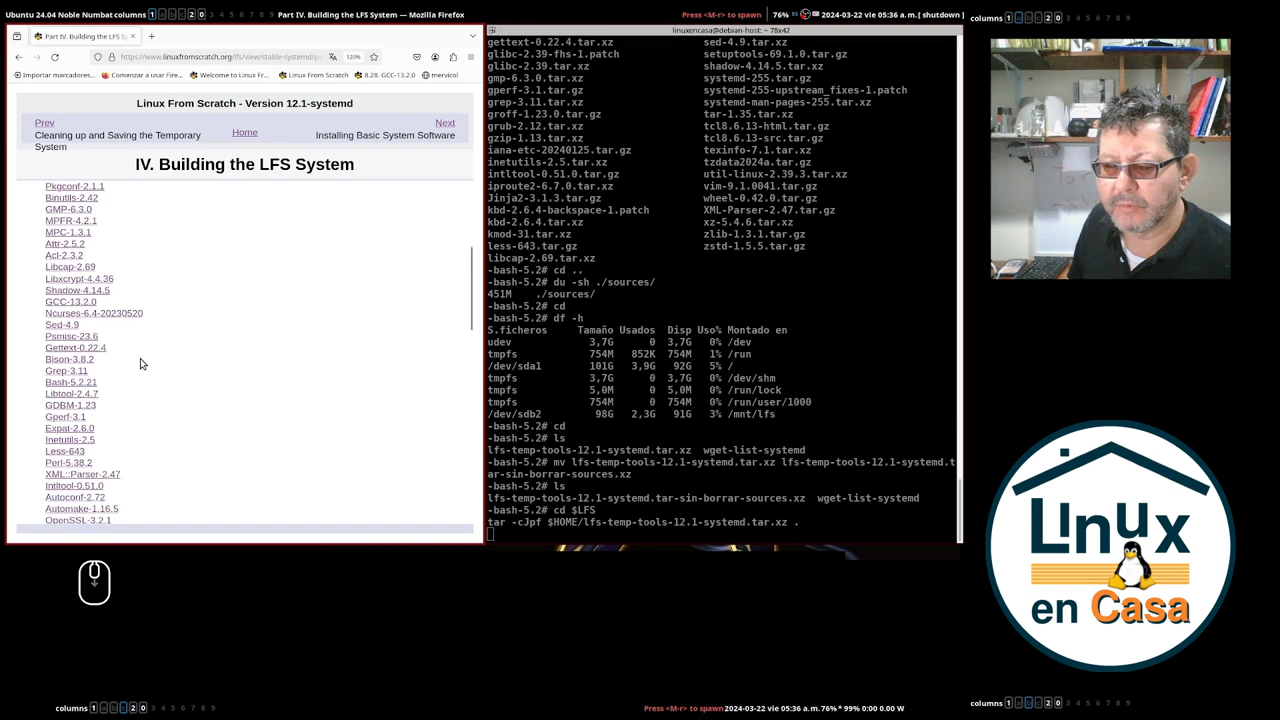 Ubuntu 24.04 Noble Numbat columns 1 a b c 2 0 3 4 5 6 7 8 9 Part IV. Building the LFS System — Mozilla Firefox
Press <M-r> to spawn 76% 2024-03-22 vie 05:36 a. m. [ shutdown ]
columns 1 a b c 2 0 3 4 5 6 7 8 9
Part IV. Building the LFS Sy
https://www.linuxfromscratch.org/lfs/view/stable-systemd/pa
120%
Importar marcadores... Comenzar a usar Fire... Welcome to Linux Fr... Linux From Scratch 8.28. GCC-13.2.0 mervicol
Linux From Scratch - Version 12.1-systemd
Prev
Cleaning up and Saving the Temporary System
Home
Next
Installing Basic System Software
IV. Building the LFS System
Pkgconf-2.1.1
Binutils-2.42
GMP-6.3.0
MPFR-4.2.1
MPC-1.3.1
Attr-2.5.2
Acl-2.3.2
Libcap-2.69
Libxcrypt-4.4.36
Shadow-4.14.5
GCC-13.2.0
Ncurses-6.4-20230520
Sed-4.9
Psmisc-23.6
Gettext-0.22.4
Bison-3.8.2
Grep-3.11
Bash-5.2.21
Libtool-2.4.7
GDBM-1.23
Gperf-3.1
Expat-2.6.0
Inetutils-2.5
Less-643
Perl-5.38.2
XML::Parser-2.47
Intltool-0.51.0
Autoconf-2.72
Automake-1.16.5
OpenSSL-3.2.1
linuxencasa@debian-host: ~ 78x42
gettext-0.22.4.tar.xz sed-4.9.tar.xz
glibc-2.39-fhs-1.patch setuptools-69.1.0.tar.gz
glibc-2.39.tar.xz shadow-4.14.5.tar.xz
gmp-6.3.0.tar.xz systemd-255.tar.gz
gperf-3.1.tar.gz systemd-255-upstream_fixes-1.patch
grep-3.11.tar.xz systemd-man-pages-255.tar.xz
groff-1.23.0.tar.gz tar-1.35.tar.xz
grub-2.12.tar.xz tcl8.6.13-html.tar.gz
gzip-1.13.tar.xz tcl8.6.13-src.tar.gz
iana-etc-20240125.tar.gz texinfo-7.1.tar.xz
inetutils-2.5.tar.xz tzdata2024a.tar.gz
intltool-0.51.0.tar.gz util-linux-2.39.3.tar.xz
iproute2-6.7.0.tar.xz vim-9.1.0041.tar.gz
Jinja2-3.1.3.tar.gz wheel-0.42.0.tar.gz
kbd-2.6.4-backspace-1.patch XML-Parser-2.47.tar.gz
kbd-2.6.4.tar.xz xz-5.4.6.tar.xz
kmod-31.tar.xz zlib-1.3.1.tar.gz
less-643.tar.gz zstd-1.5.5.tar.gz
libcap-2.69.tar.xz
-bash-5.2# cd ..
-bash-5.2# du -sh ./sources/
451M ./sources/
-bash-5.2# cd
-bash-5.2# df -h
S.ficheros Tamaño Usados Disp Uso% Montado en
udev 3,7G 0 3,7G 0% /dev
tmpfs 754M 852K 754M 1% /run
/dev/sda1 101G 3,9G 92G 5% /
tmpfs 3,7G 0 3,7G 0% /dev/shm
tmpfs 5,0M 0 5,0M 0% /run/lock
tmpfs 754M 0 754M 0% /run/user/1000
/dev/sdb2 98G 2,3G 91G 3% /mnt/lfs
-bash-5.2# cd
-bash-5.2# ls
lfs-temp-tools-12.1-systemd.tar.xz wget-list-systemd
-bash-5.2# mv lfs-temp-tools-12.1-systemd.tar.xz lfs-temp-tools-12.1-systemd.t
ar-sin-borrar-sources.xz
-bash-5.2# ls
lfs-temp-tools-12.1-systemd.tar-sin-borrar-sources.xz wget-list-systemd
-bash-5.2# cd $LFS
tar -cJpf $HOME/lfs-temp-tools-12.1-systemd.tar.xz .
Linux
en Casa
columns 1 a b c 2 0 3 4 5 6 7 8 9
Press <M-r> to spawn 2024-03-22 vie 05:36 a. m. 76% * 99% 0:00 0.00 W
columns 1 a b c 2 0 3 4 5 6 7 8 9